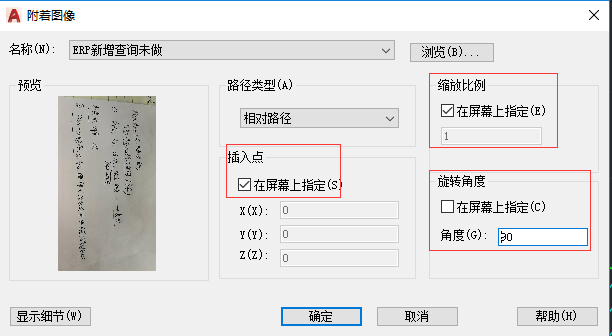 附着图像
名称(N):
ERP新增查询未做
浏览(B)...
预览
路径类型(A)
相对路径
缩放比例
在屏幕上指定(E)
1
插入点
在屏幕上指定(S)
X(X): 0
Y(Y): 0
Z(Z): 0
旋转角度
在屏幕上指定(C)
角度(G): 90
显示细节(W)
确定
取消
帮助(H)